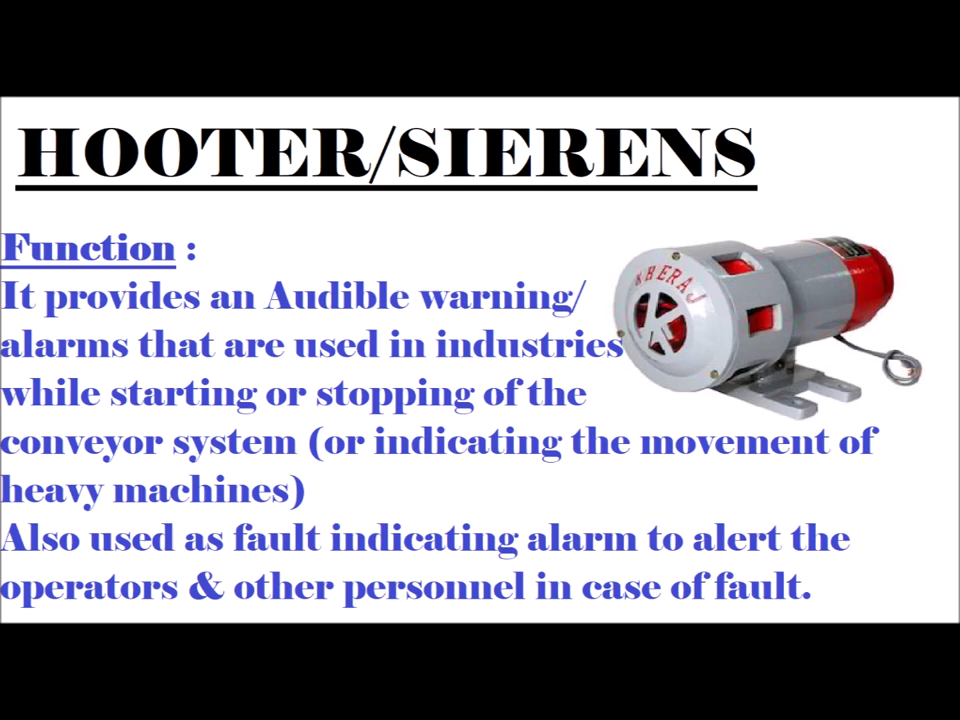 HOOTER/SIERENS
Function :
It provides an Audible warning/
alarms that are used in industries
while starting or stopping of the
conveyor system (or indicating the movement of
heavy machines)
Also used as fault indicating alarm to alert the
operators & other personnel in case of fault.
KHERAJ
K